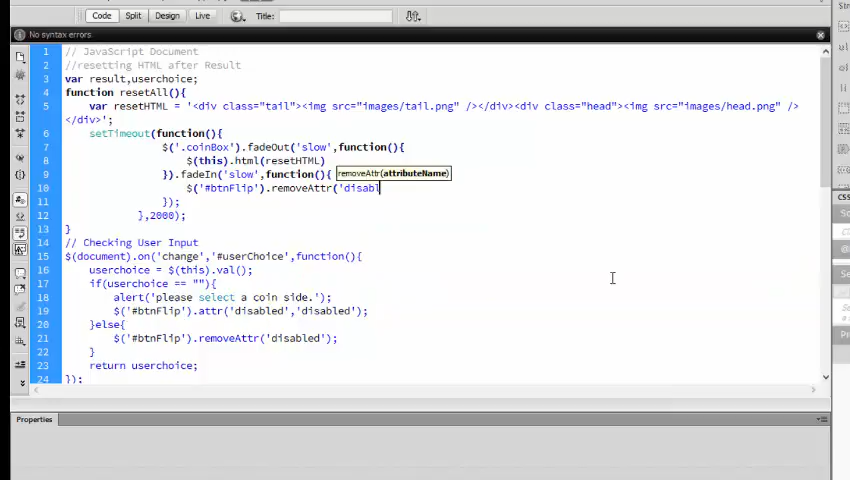 Code Split Design Live Title:
No syntax errors.
1 // JavaScript Document
2 //resetting HTML after Result
3 var result,userchoice;
4 function resetAll(){
5 var resetHTML = '<div class="tail"><img src="images/tail.png" /></div><div class="head"><img src="images/head.png" />
</div>';
6 setTimeout(function(){
7 $('.coinBox').fadeOut('slow',function(){
8 $(this).html(resetHTML)
9 }).fadeIn('slow',function(){
removeAttr(attributeName)
10 $('#btnFlip').removeAttr('disabl
11 });
12 },2000);
13 }
14 // Checking User Input
15 $(document).on('change','#userChoice',function(){
16 userchoice = $(this).val();
17 if(userchoice == ""){
18 alert('please select a coin side.');
19 $('#btnFlip').attr('disabled','disabled');
20 }else{
21 $('#btnFlip').removeAttr('disabled');
22 }
23 return userchoice;
24 });
Properties
CSS